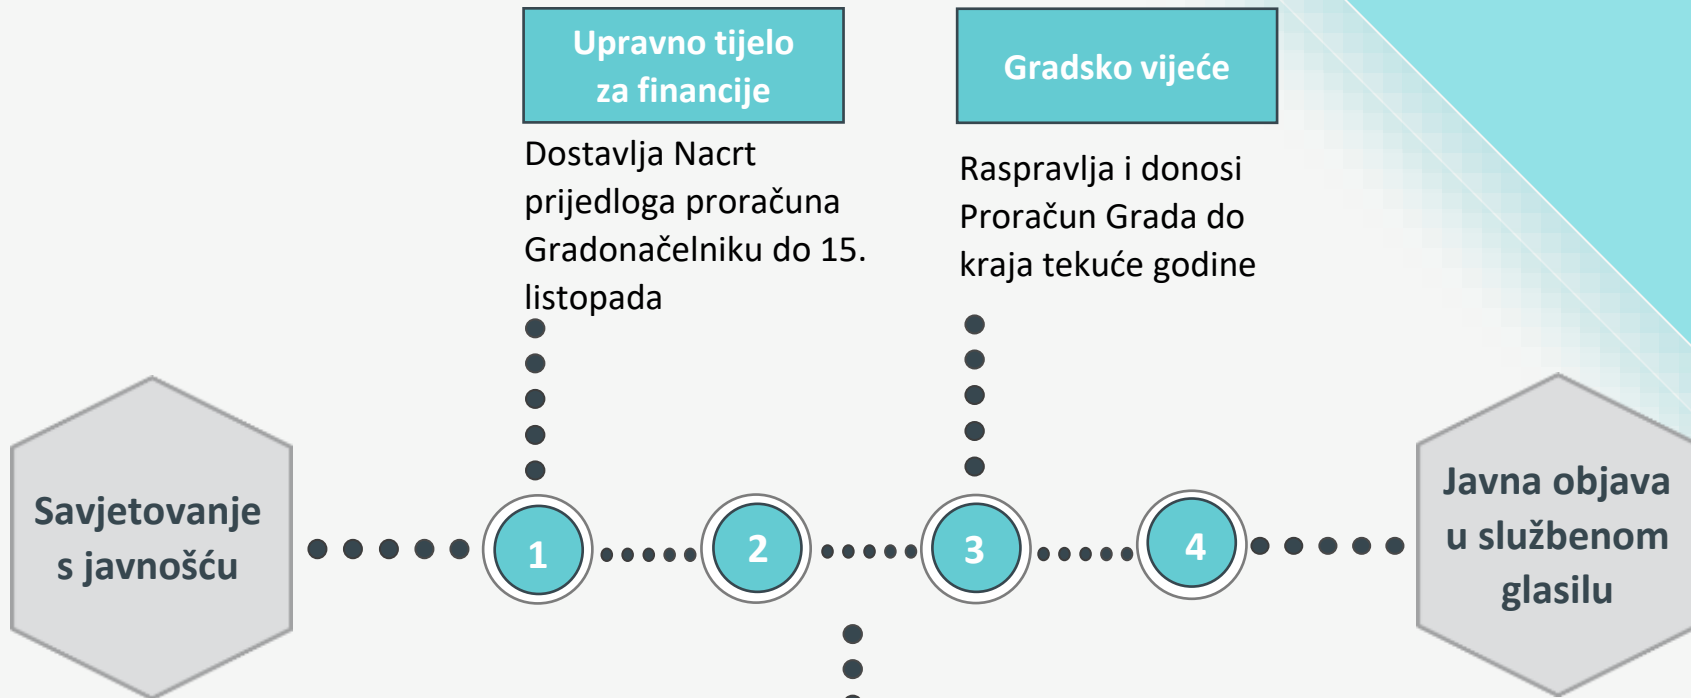 Upravno tijelo
za financije
Dostavlja Nacrt
prijedloga proračuna
Gradonačelniku do 15.
listopada
Gradsko vijeće
Raspravlja i donosi
Proračun Grada do
kraja tekuće godine
Savjetovanje
s javnošću
1
2
3
4
Javna objava
u službenom
glasilu